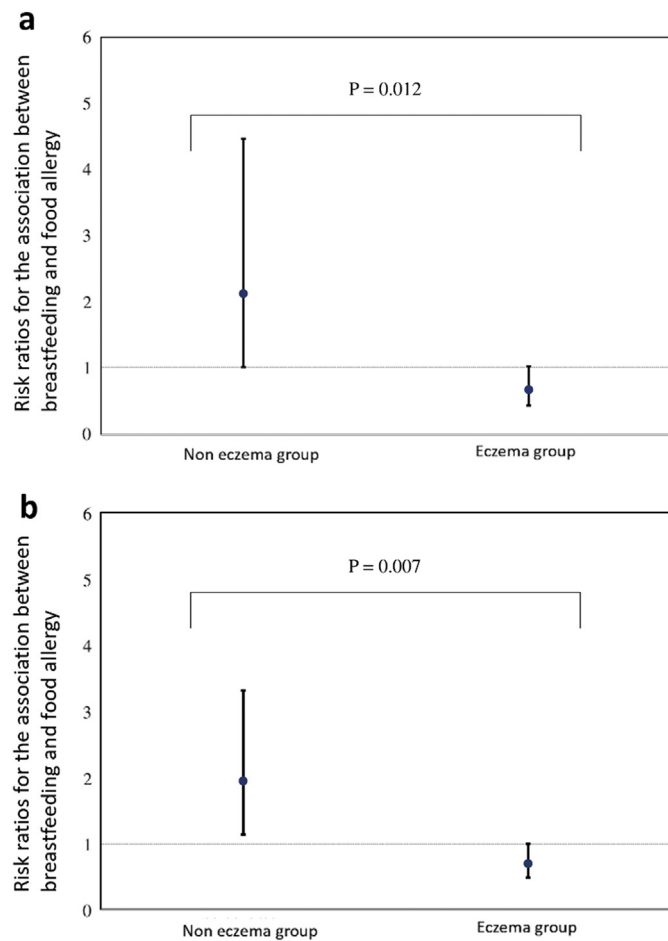 a
Risk ratios for the association between
breastfeeding and food allergy
6
5
4
3
2
1
0
P = 0.012
Non eczema group
Eczema group
b
Risk ratios for the association between
breastfeeding and food allergy
6
5
4
3
2
1
0
P = 0.007
Non eczema group
Eczema group